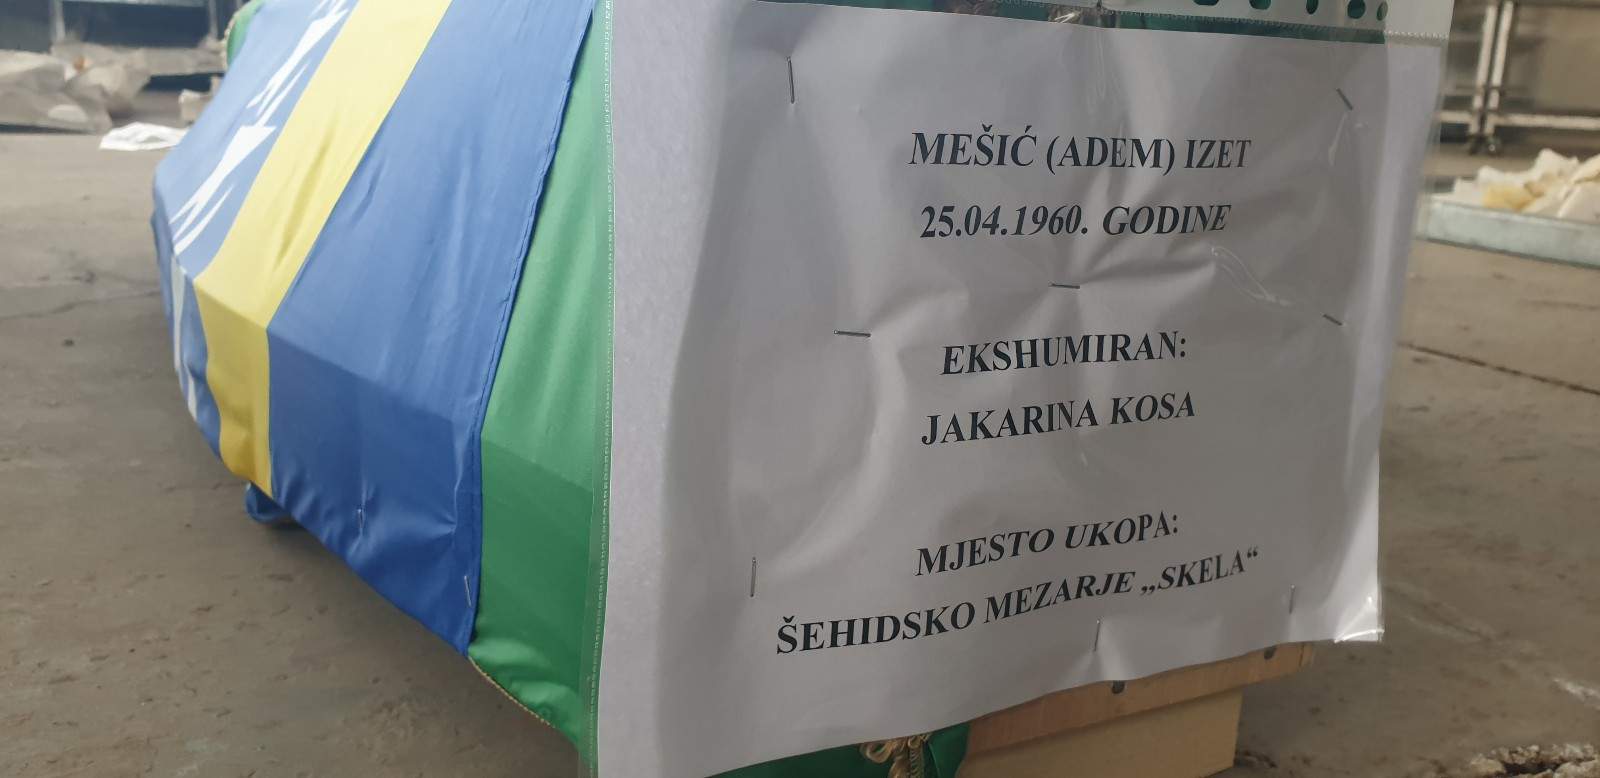 MEŠIĆ (ADEM) IZET
25.04.1960. GODINE
EKSHUMIRAN:
JAKARINA KOSA
MJESTO UKOPA:
ŠEHIDSKO MEZARJE „SKELA“